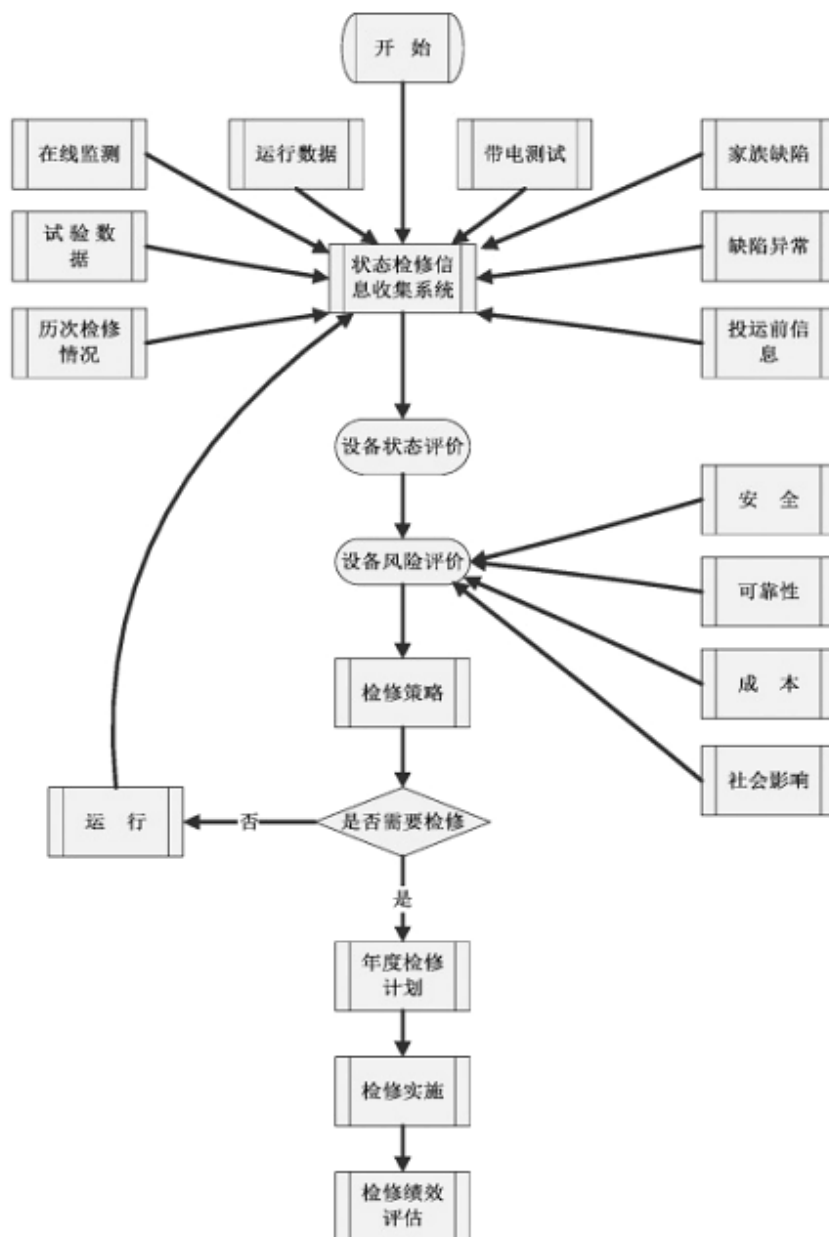 开 始
在线监测
运行数据
带电测试
家族缺陷
试验数
据
状态检修信
息收集系统
缺陷异常
历次检修
情况
投运前信
息
设备状态评价
安 全
设备风险评价
可靠性
检修策略
成 本
社会影响
运 行
否
是否需要检修
是
年度检修
计划
检修实施
检修绩效
评估